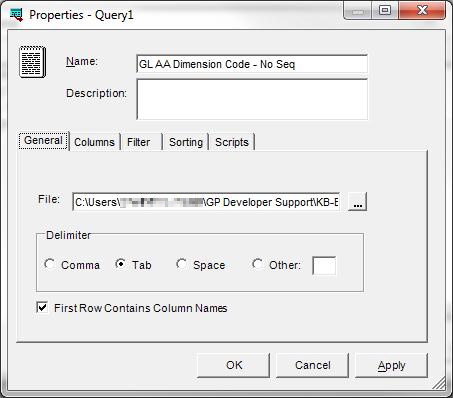 Properties - Query1
Name: GL AA Dimension Code - No Seq
Description:
General Columns Filter Sorting Scripts
File: C:\Users\ \GP Developer Support\KB-E ...
Delimiter
Comma Tab Space Other:
First Row Contains Column Names
OK Cancel Apply